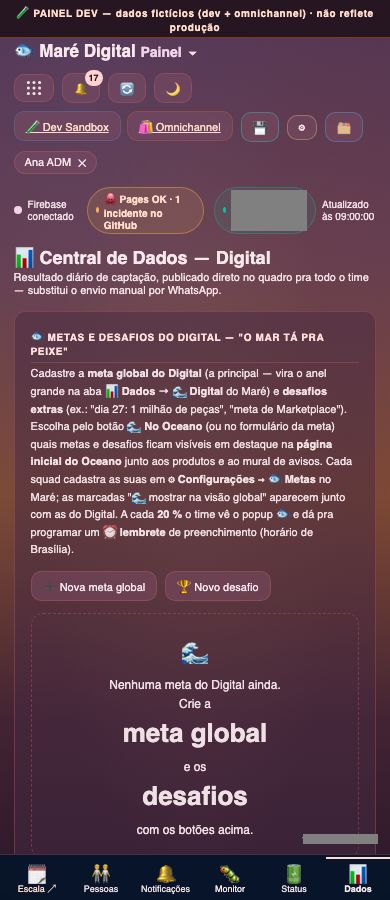 PAINEL DEV — dados fictícios (dev + omnichannel) · não reflete
produção
Maré Digital Painel
17
Dev Sandbox
Omnichannel
Ana ADM ×
Firebase
conectado
Pages OK · 1
incidente no
GitHub
Atualizado
às 09:00:00
Central de Dados — Digital
Resultado diário de captação, publicado direto no quadro pra todo o time
— substitui o envio manual por WhatsApp.
METAS E DESAFIOS DO DIGITAL — "O MAR TÁ PRA
PEIXE"
Cadastre a meta global do Digital (a principal — vira o anel
grande na aba 📊 Dados → 🌊 Digital do Maré) e desafios
extras (ex.: "dia 27: 1 milhão de peças", "meta de Marketplace").
Escolha pelo botão 🌊 No Oceano (ou no formulário da meta)
quais metas e desafios ficam visíveis em destaque na página
inicial do Oceano junto aos produtos e ao mural de avisos. Cada
squad cadastra as suas em ⚙ Configurações → 🐟 Metas no
Maré; as marcadas "🌊 mostrar na visão global" aparecem junto
com as do Digital. A cada 20 % o time vê o popup 🐟 e dá pra
programar um ⏰ lembrete de preenchimento (horário de
Brasília).
Nova meta global
Novo desafio
Nenhuma meta do Digital ainda.
Crie a
meta global
e os
desafios
com os botões acima.
Escala ↗
Pessoas
Notificações
Monitor
Status
Dados